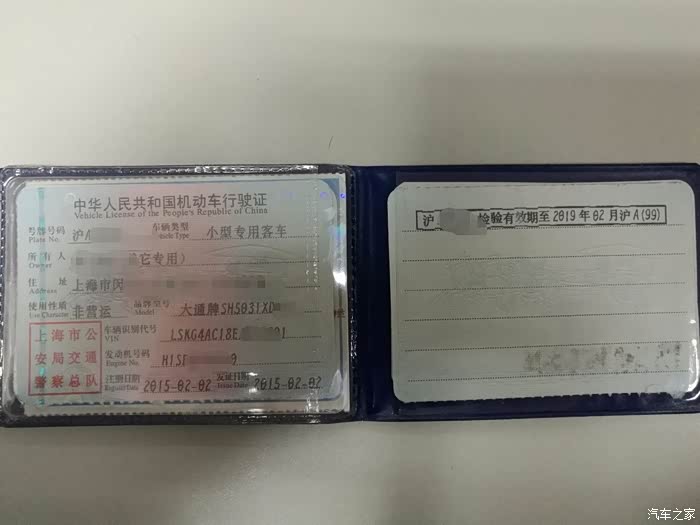 中华人民共和国机动车行驶证
Vehicle License of the People's Republic of China
号牌号码 Plate No. 沪A 车辆类型 Vehicle Type 小型专用客车
所有人 Owner 它专用)
住址 Address 上海市闵
使用性质 Use Character 非营运 品牌型号 Model 大通牌SH5031XD
上海市公安局交通警察总队
车辆识别代号 VIN LSKG4AC18E
发动机号码 Engine No. 9
注册日期 Register Date 2015-02-02 发证日期 Issue Date 2015-02-02
沪 检验有效期至2019年02月沪A(99)
汽车之家